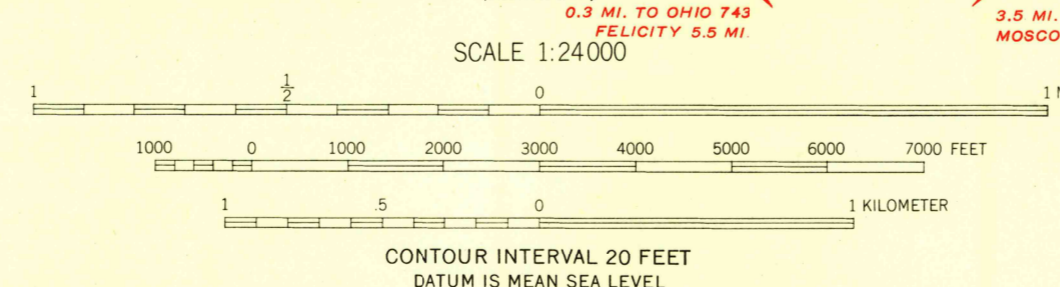 0.3 MI. TO OHIO 743
FELICITY 5.5 MI.
3.5 MI.
SCALE 1:24000
1 1/2 0 1
1000 0 1000 2000 3000 4000 5000 6000 7000 FEET
1 .5 0 1 KILOMETER
CONTOUR INTERVAL 20 FEET
DATUM IS MEAN SEA LEVEL